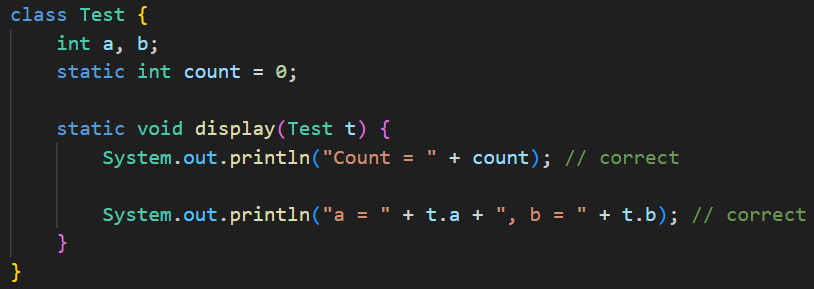 class Test {
    int a, b;
    static int count = 0;

    static void display(Test t) {
        System.out.println("Count = " + count); // correct

        System.out.println("a = " + t.a + ", b = " + t.b); // correct
    }
}